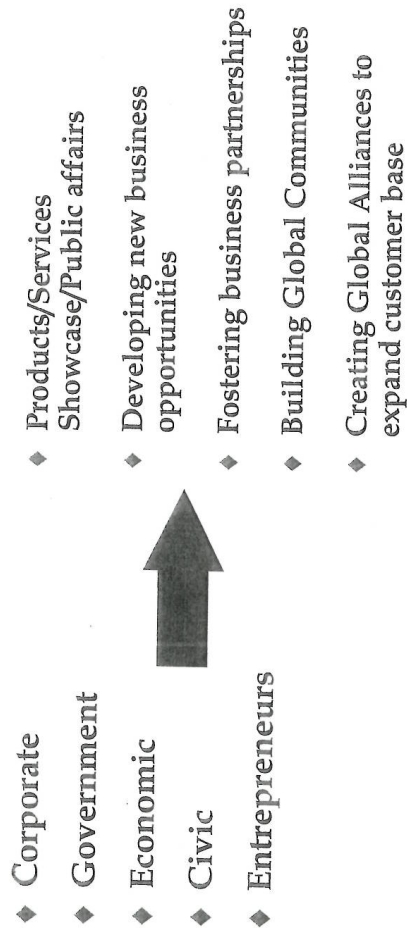 Corporate
Government
Economic
Civic
Entrepreneurs
Products/Services
Showcase/Public affairs
Developing new business
opportunities
Fostering business partnerships
Building Global Communities
Creating Global Alliances to
expand customer base